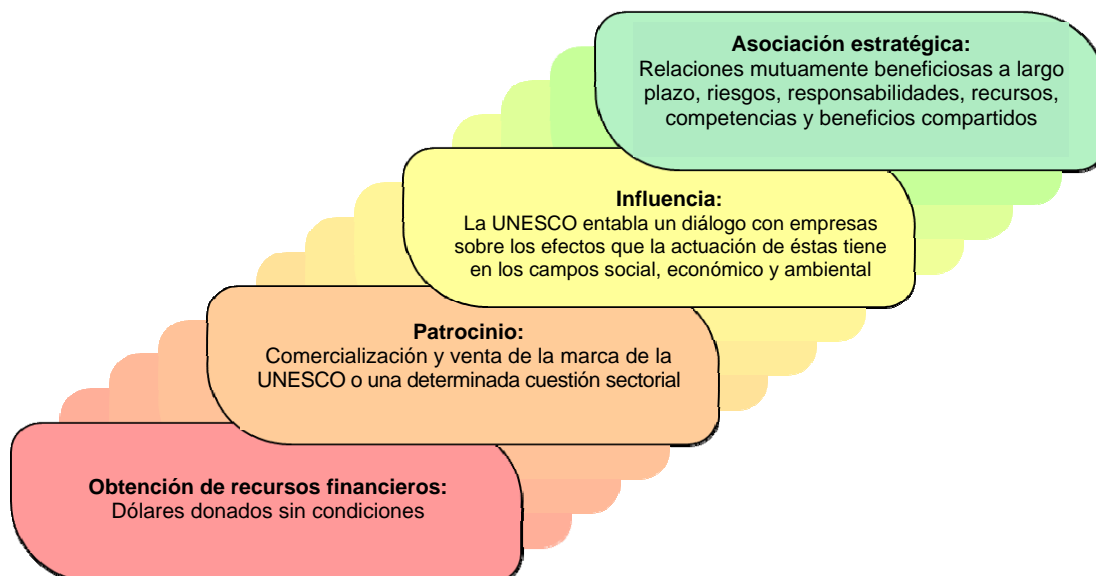 Asociación estratégica:
Relaciones mutuamente beneficiosas a largo
plazo, riesgos, responsabilidades, recursos,
competencias y beneficios compartidos
Influencia:
La UNESCO entabla un diálogo con empresas
sobre los efectos que la actuación de éstas tiene
en los campos social, económico y ambiental
Patrocinio:
Comercialización y venta de la marca de la
UNESCO o una determinada cuestión sectorial
Obtención de recursos financieros:
Dólares donados sin condiciones